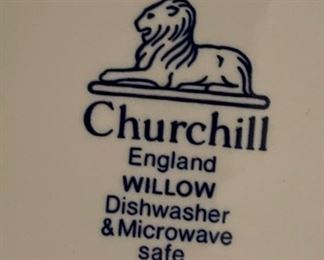 Churchill
England
WILLOW
Dishwasher
& Microwave
safe